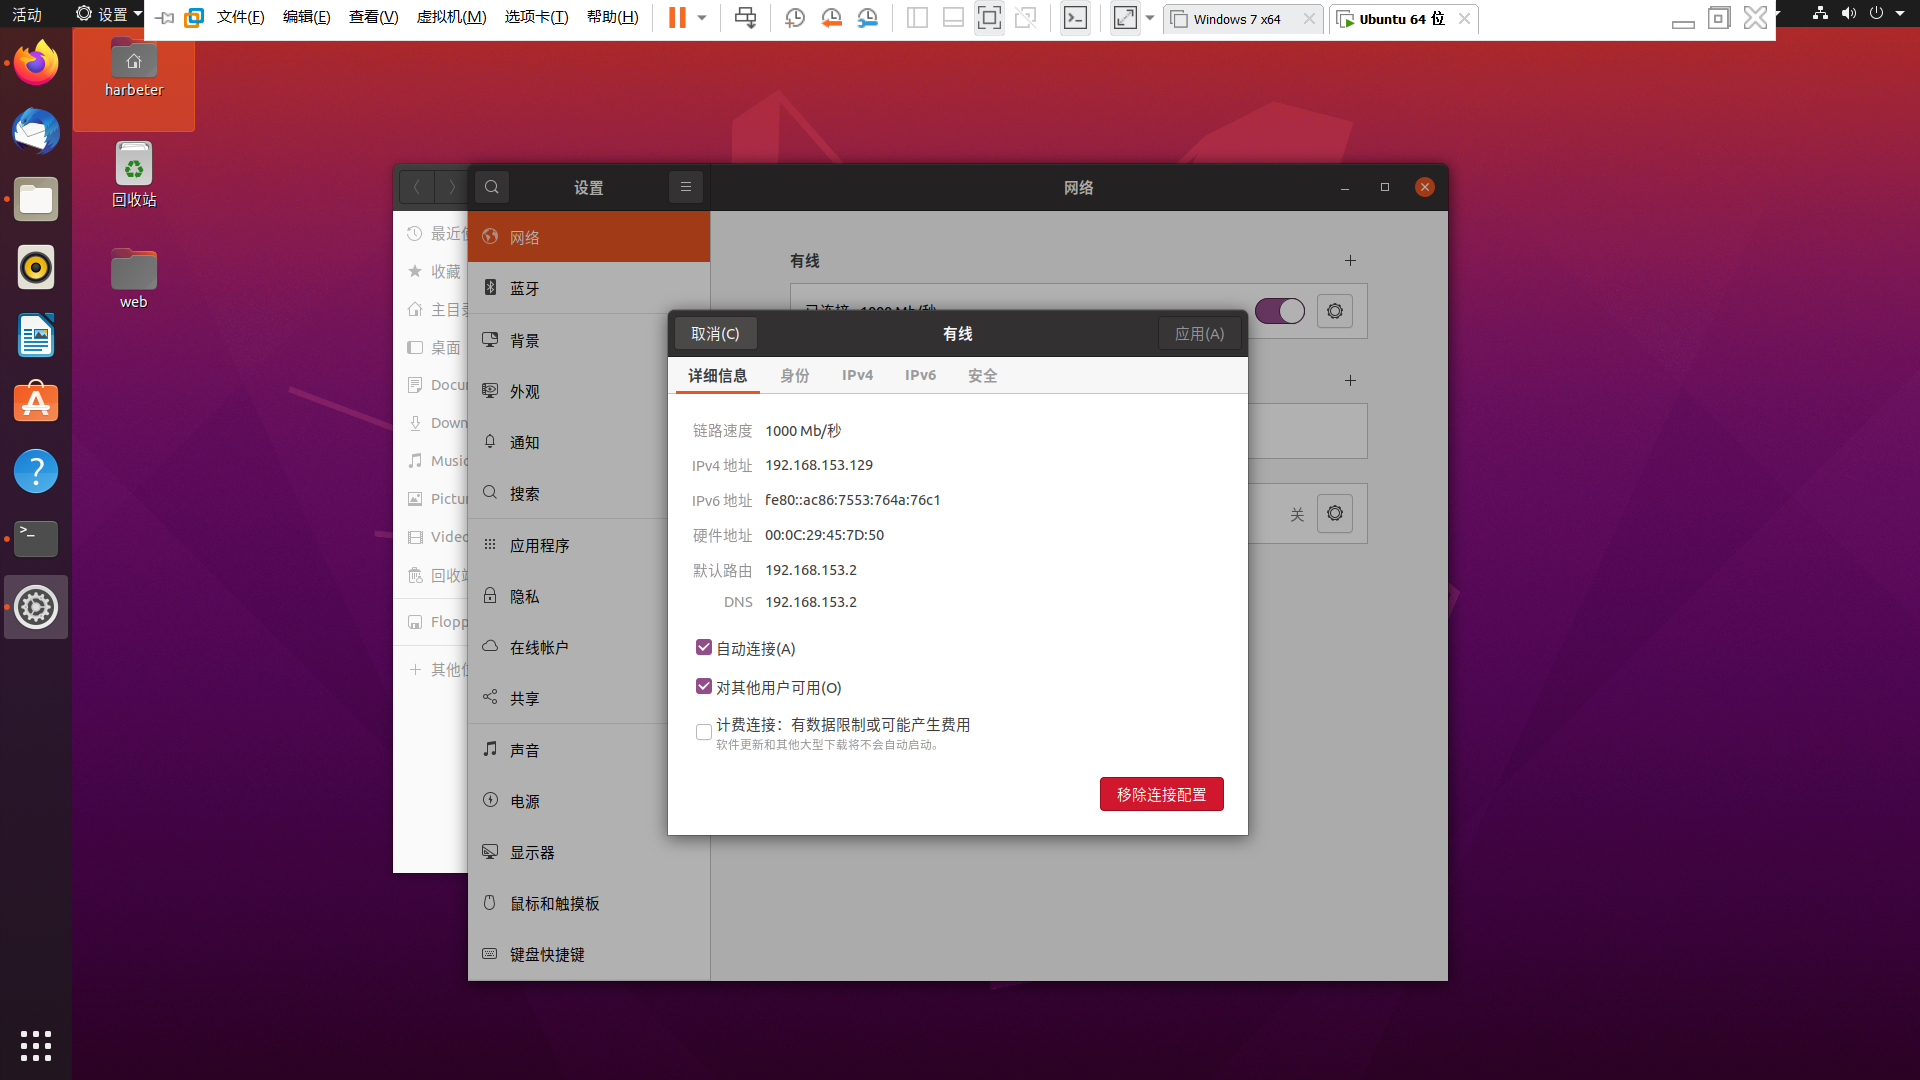 活动
设置
文件(F)
编辑(E)
查看(V)
虚拟机(M)
选项卡(T)
帮助(H)
Windows 7 x64
Ubuntu 64 位
harbeter
回收站
web
设置
网络
最近
收藏
主目录
桌面
Docu
Down
Music
Pictu
Video
回收站
Flopp
其他
网络
蓝牙
背景
外观
通知
搜索
应用程序
隐私
在线帐户
共享
声音
电源
显示器
鼠标和触摸板
键盘快捷键
有线
已连接 - 1000 Mb/秒
关
取消(C)
有线
应用(A)
详细信息
身份
IPv4
IPv6
安全
链路速度 1000 Mb/秒
IPv4 地址 192.168.153.129
IPv6 地址 fe80::ac86:7553:764a:76c1
硬件地址 00:0C:29:45:7D:50
默认路由 192.168.153.2
DNS 192.168.153.2
自动连接(A)
对其他用户可用(O)
计费连接：有数据限制或可能产生费用
软件更新和其他大型下载将不会自动启动。
移除连接配置